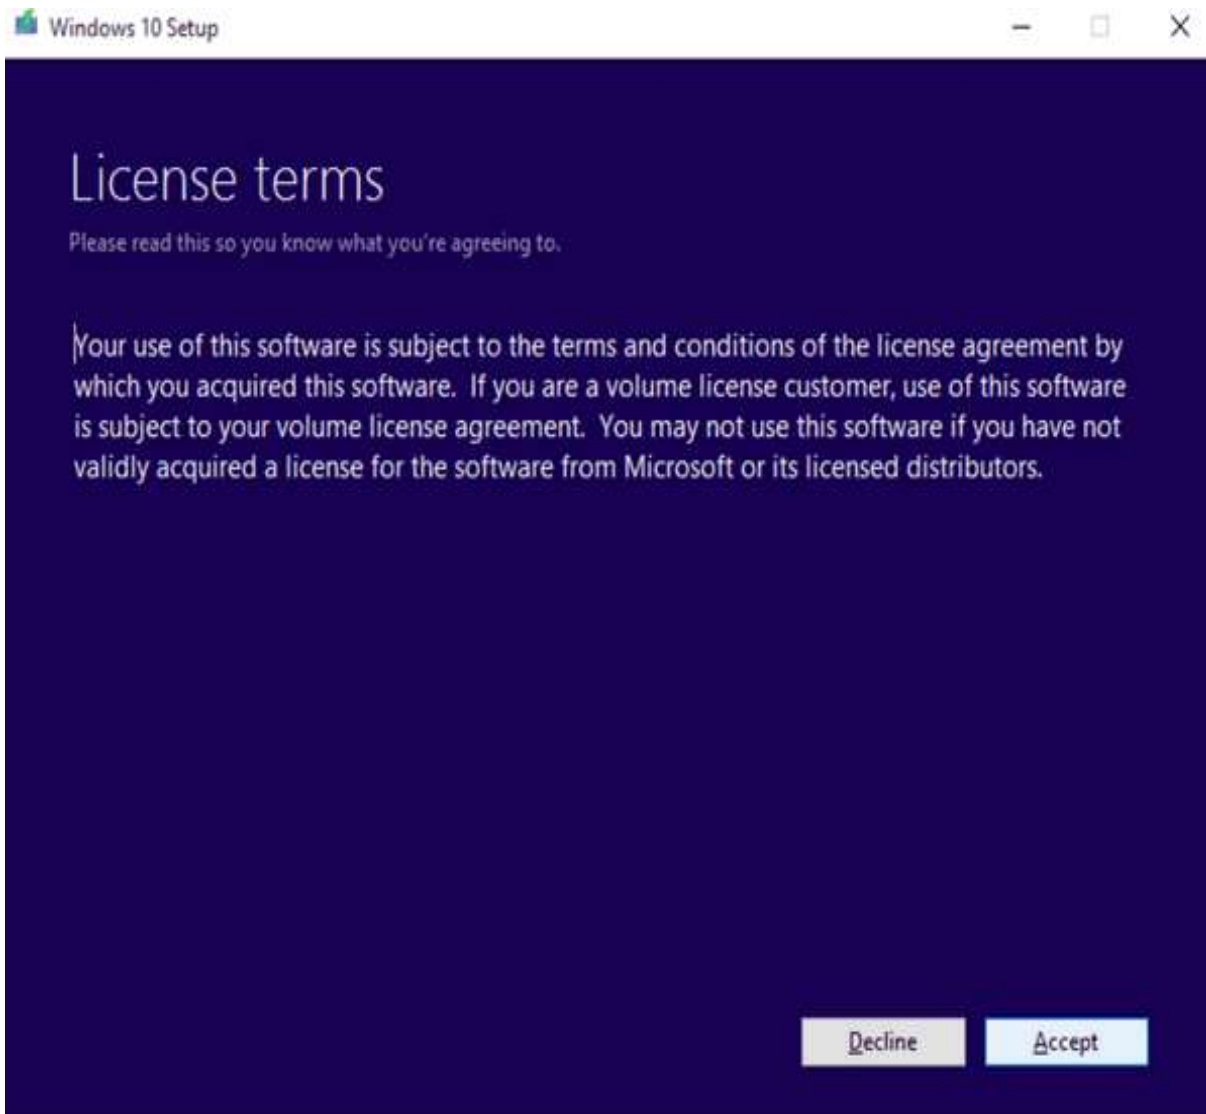 Windows 10 Setup
License terms
Please read this so you know what you're agreeing to.
Your use of this software is subject to the terms and conditions of the license agreement by
which you acquired this software.  If you are a volume license customer, use of this software
is subject to your volume license agreement.  You may not use this software if you have not
validly acquired a license for the software from Microsoft or its licensed distributors.
Decline
Accept